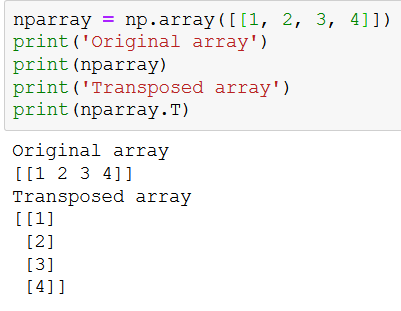 nparray = np.array([[1, 2, 3, 4]])
print('Original array')
print(nparray)
print('Transposed array')
print(nparray.T)
Original array
[[1 2 3 4]]
Transposed array
[[1]
 [2]
 [3]
 [4]]